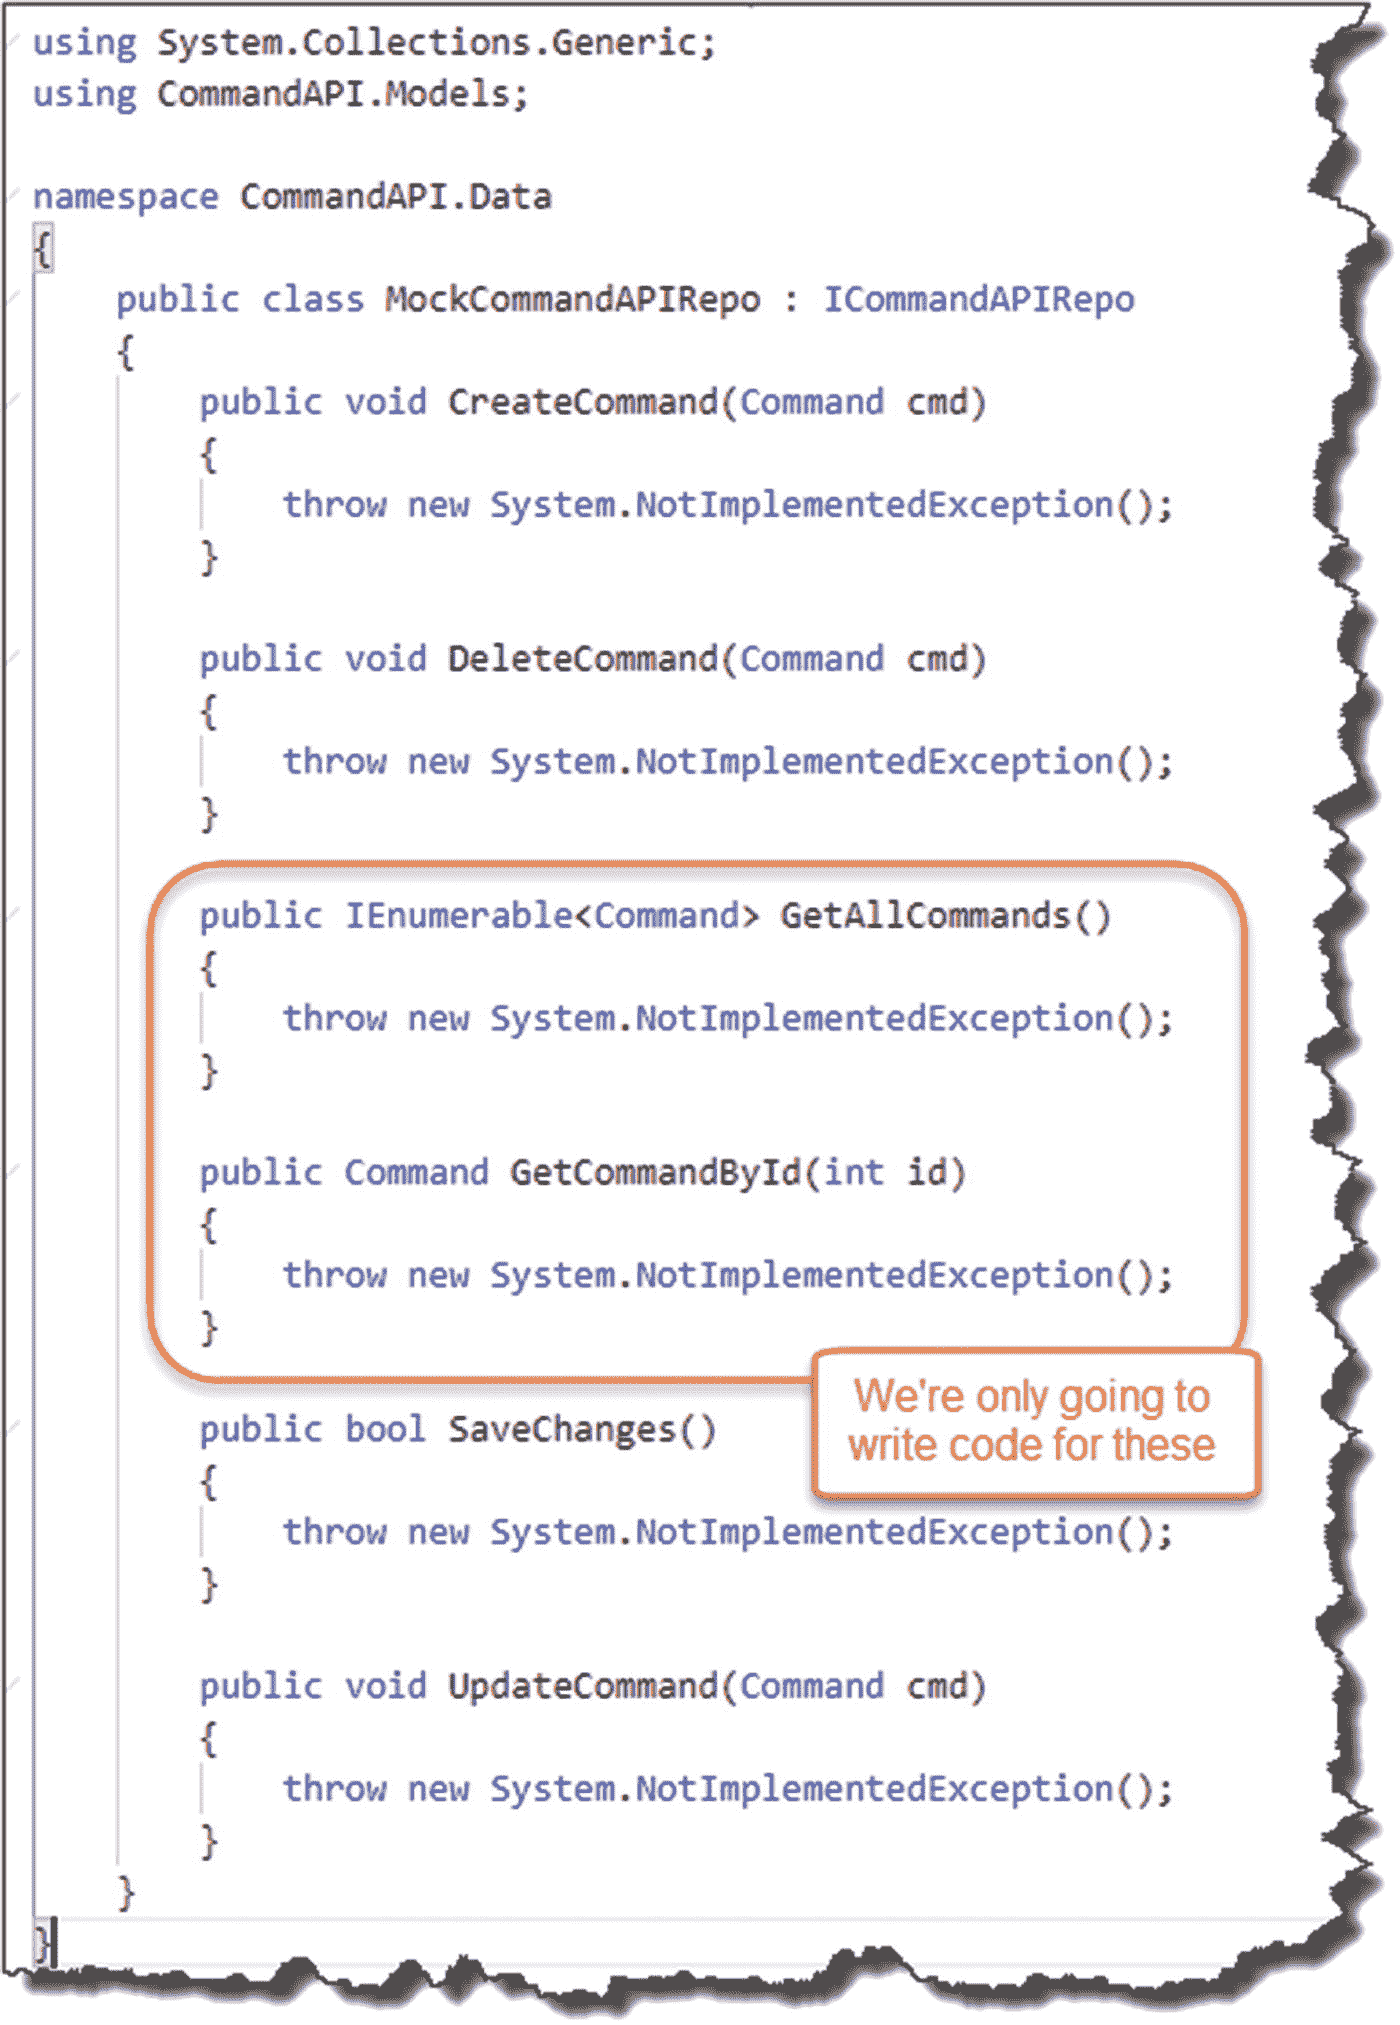 using System.Collections.Generic;
using CommandAPI.Models;
namespace CommandAPI.Data
{
public class MockCommandAPIRepo : ICommandAPIRepo
{
public void CreateCommand(Command cmd)
{
throw new System.NotImplementedException();
}
public void DeleteCommand(Command cmd)
{
throw new System.NotImplementedException();
}
public IEnumerable<Command> GetAllCommands()
{
throw new System.NotImplementedException();
}
public Command GetCommandById(int id)
{
throw new System.NotImplementedException();
}
We're only going to
write code for these
public bool SaveChanges()
{
throw new System.NotImplementedException();
}
public void UpdateCommand(Command cmd)
{
throw new System.NotImplementedException();
}
}
}